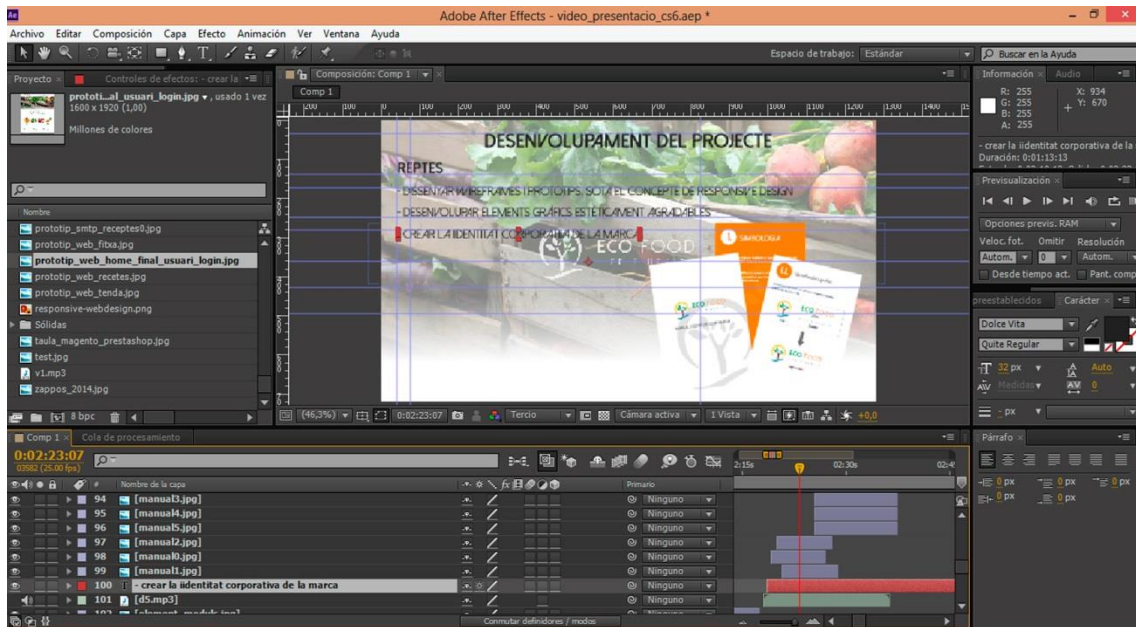 Ae Adobe After Effects - video_presentacio_cs6.aep *
Archivo Editar Composición Capa Efecto Animación Ver Ventana Ayuda
Espacio de trabajo: Estándar
Buscar en la Ayuda
Proyecto
Controles de efectos: - crear la
prototi...al_usuari_login.jpg , usado 1 vez
1600 x 1920 (1,00)
Millones de colores
Nombre
prototip_smtp_receptes0.jpg
prototip_web_fitxa.jpg
prototip_web_home_final_usuari_login.jpg
prototip_web_recetes.jpg
prototip_web_tenda.jpg
responsive-webdesign.png
Sólidas
taula_magento_prestashop.jpg
test.jpg
v1.mp3
zappos_2014.jpg
8 bpc
Composición: Comp 1
Comp 1
DESENVOLUPAMENT DEL PROJECTE
REPTES
- DISSENYAR WIREFRAMES I PROTOTIPS, SOTA EL CONCEPTE DE RESPONSIVE DESIGN
- DESENVOLUPAR ELEMENTS GRÀFICS ESTÈTICAMENT AGRADABLES
- CREAR LA IIDENTITAT CORPORATIVA DE LA MARCA
ECO FOOD
SIMBOLOGIA
ECO FOOD
ECO FOOD
(46,3%) 0:02:23:07 Tercio Cámara activa 1 Vista +0,0
Información Audio
R: 255 X: 934
G: 255 Y: 670
B: 255
A: 255
- crear la iidentitat corporativa de la
Duración: 0:01:13:13
Previsualización
Opciones previs. RAM
Veloc. fot. Omitir Resolución
Autom. 0 Autom.
Desde tiempo act. Pant. comp
preestablecidos Carácter
Dolce Vita
Quite Regular
32 px Auto
Medidas 0
- px
Comp 1 Cola de procesamiento
0:02:23:07
03582 (25.00 fps)
2:15s 02:30s
# Nombre de la capa Primario
94 [manual3.jpg] Ninguno
95 [manual4.jpg] Ninguno
96 [manual5.jpg] Ninguno
97 [manual2.jpg] Ninguno
98 [manual0.jpg] Ninguno
99 [manual1.jpg] Ninguno
100 T - crear la iidentitat corporativa de la marca Ninguno
101 [d5.mp3] Ninguno
Conmutar definidores / modos
Párrafo
0 px 0 px 0 px
0 px 0 px